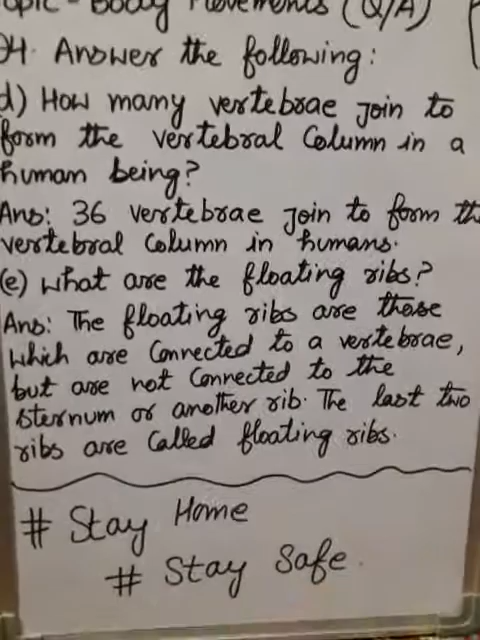 Topic - Body Movements (Q/A)
Q4. Answer the following:
d) How many vertebrae join to
form the vertebral Column in a
human being?
Ans: 36 vertebrae join to form the
vertebral Column in humans.
(e) What are the floating ribs?
Ans: The floating ribs are those
which are Connected to a vertebrae,
but are not Connected to the
sternum or another rib. The last two
ribs are Called floating ribs.
# Stay Home
# Stay Safe.